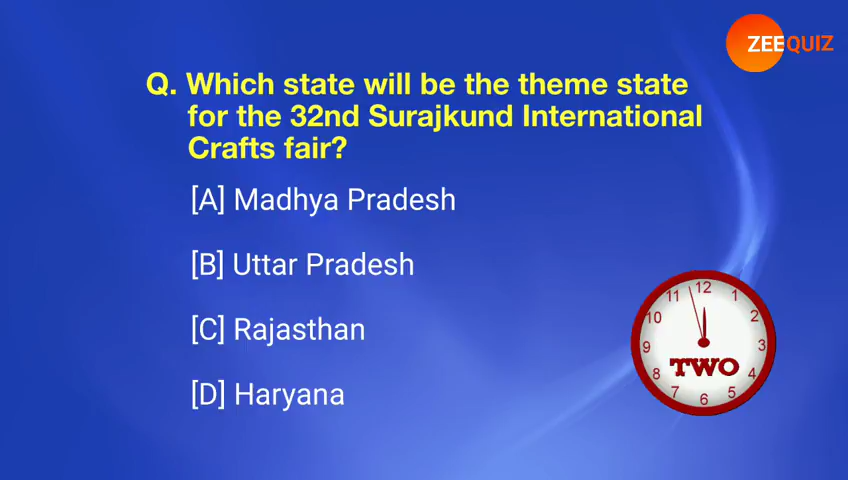 ZEEQUIZ
Q. Which state will be the theme state
for the 32nd Surajkund International
Crafts fair?
[A] Madhya Pradesh
[B] Uttar Pradesh
[C] Rajasthan
[D] Haryana
12
11 1
10 2
9 3
TWO
8 4
7 5
6